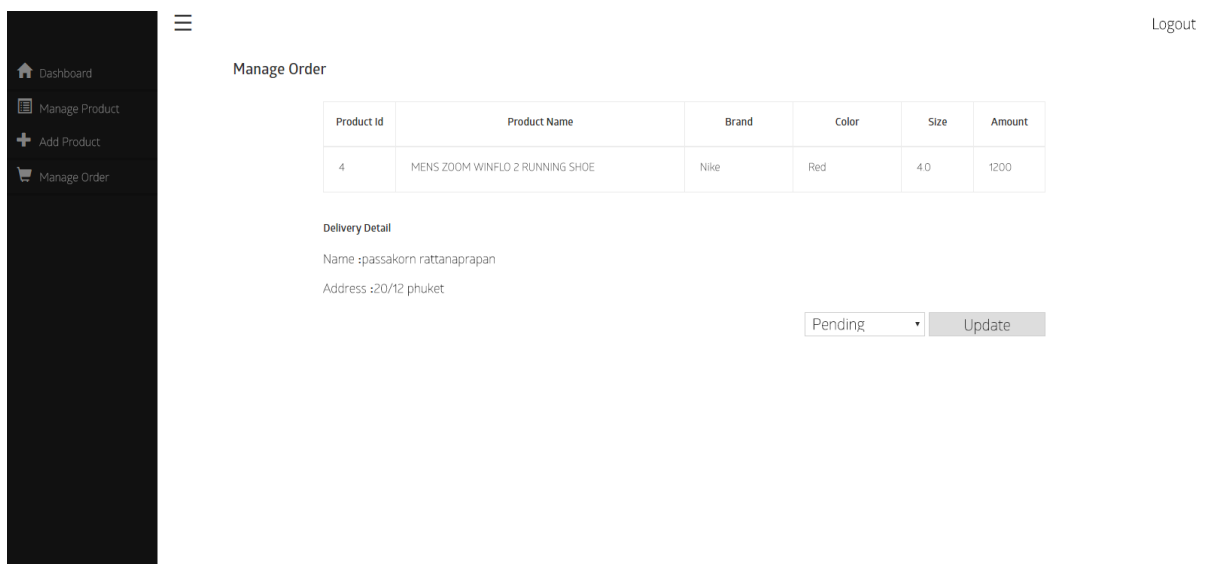 Logout
Dashboard
Manage Product
Add Product
Manage Order
Manage Order
Product Id Product Name Brand Color Size Amount
4 MENS ZOOM WINFLO 2 RUNNING SHOE Nike Red 4.0 1200
Delivery Detail
Name :passakorn rattanaprapan
Address :20/12 phuket
Pending Update